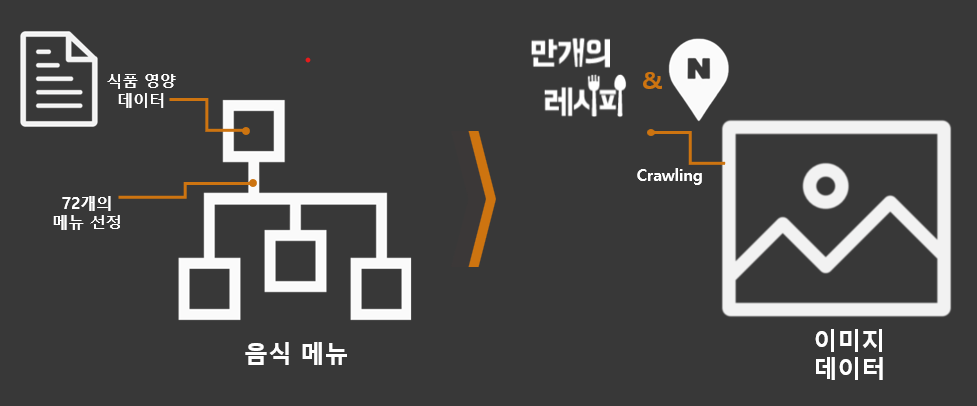 식품 영양
데이터
72개의
메뉴 선정
음식 메뉴
만개의
레시피
&
N
Crawling
이미지
데이터